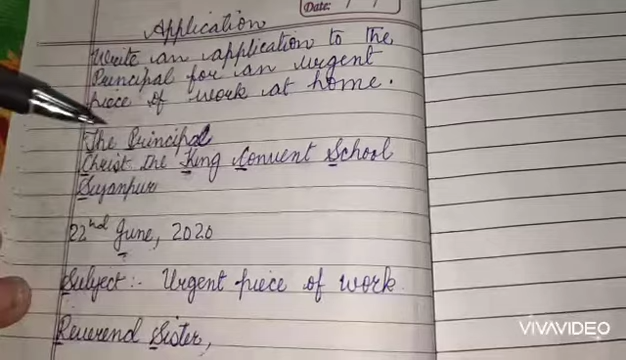 Date: / /
Application
Write an application to the
Principal for an urgent
piece of work at home.
The Principal
Christ the King Convent School
Sujanpur
22nd June, 2020
Subject:- Urgent piece of work
Reverend Sister,
VIVAVIDEO